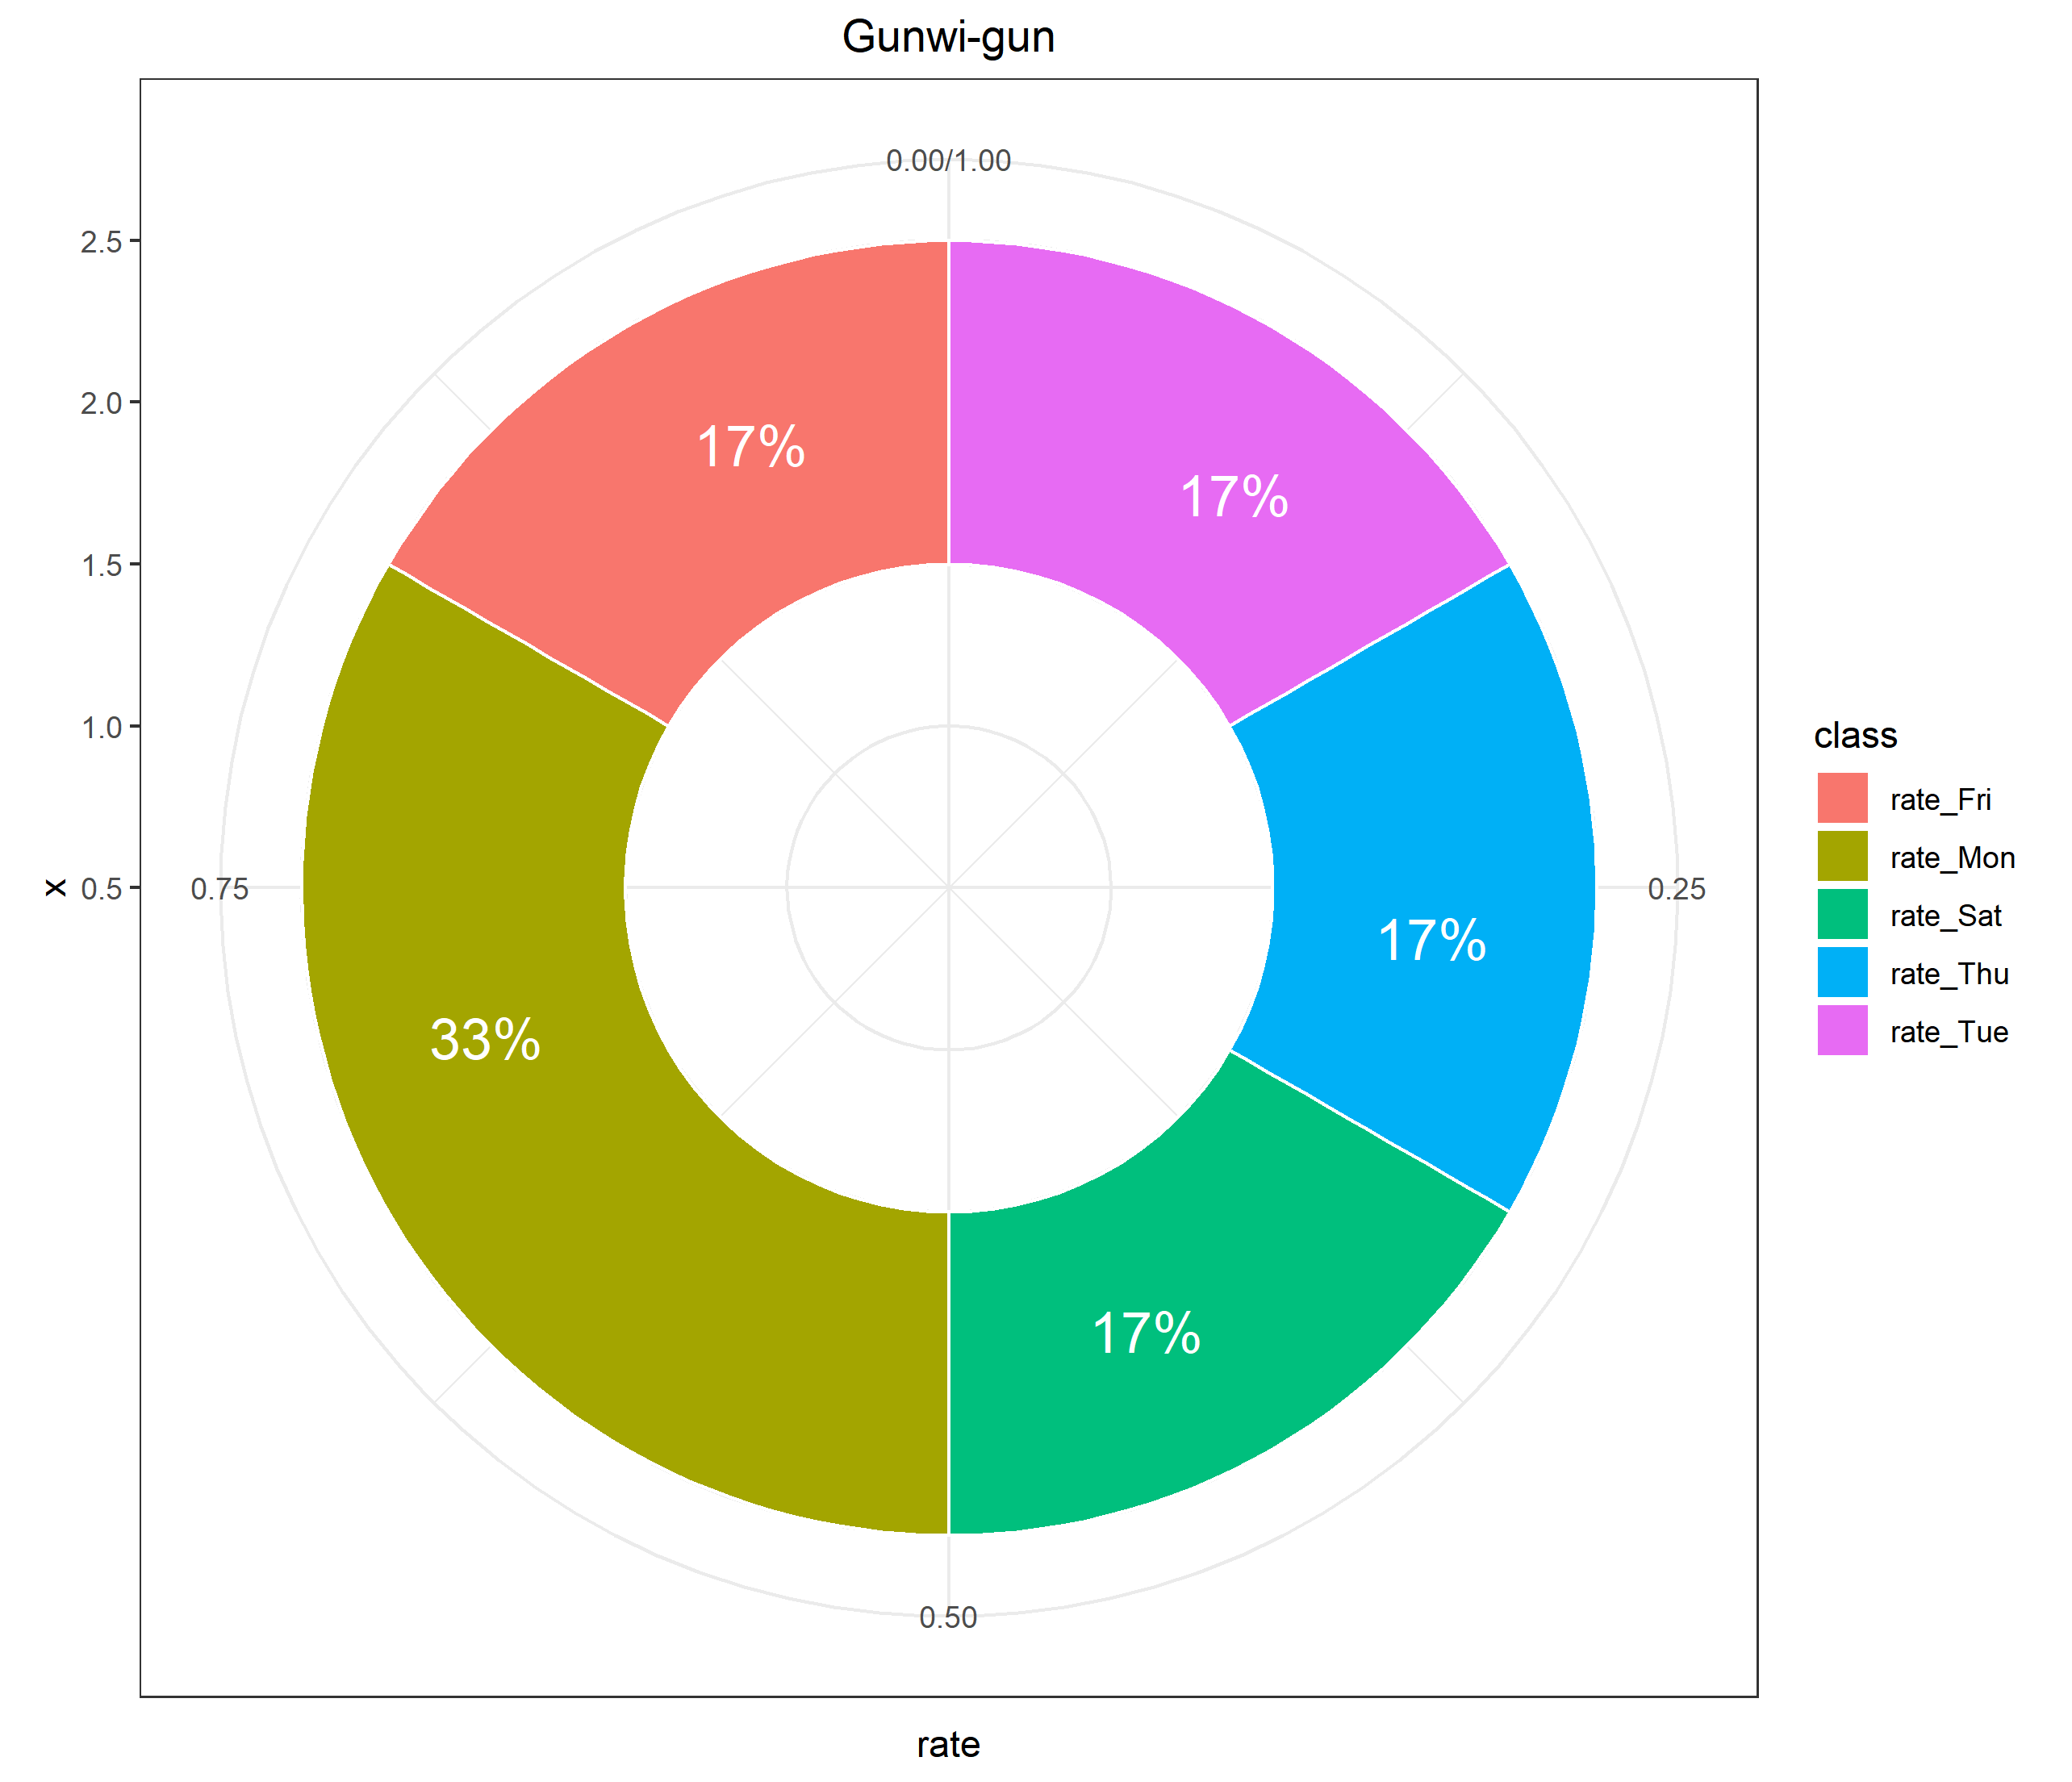 Gunwi-gun
0.00/1.00
2.5
2.0
17%
17%
1.5
1.0
class
rate_Fri
rate_Mon
x
0.5
0.75
0.25
rate_Sat
17%
rate_Thu
33%
rate_Tue
17%
0.50
rate